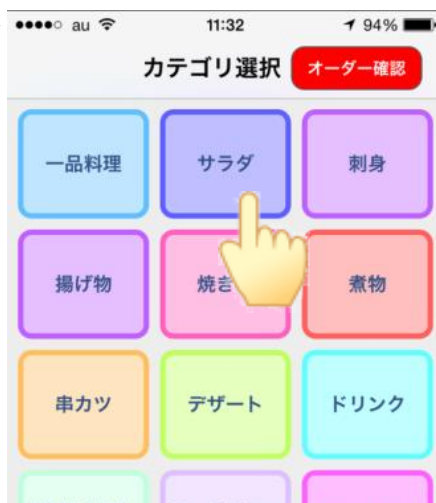 au 11:32 94%
カテゴリ選択 オーダー確認
一品料理 サラダ 刺身
揚げ物 焼き 煮物
串カツ デザート ドリンク